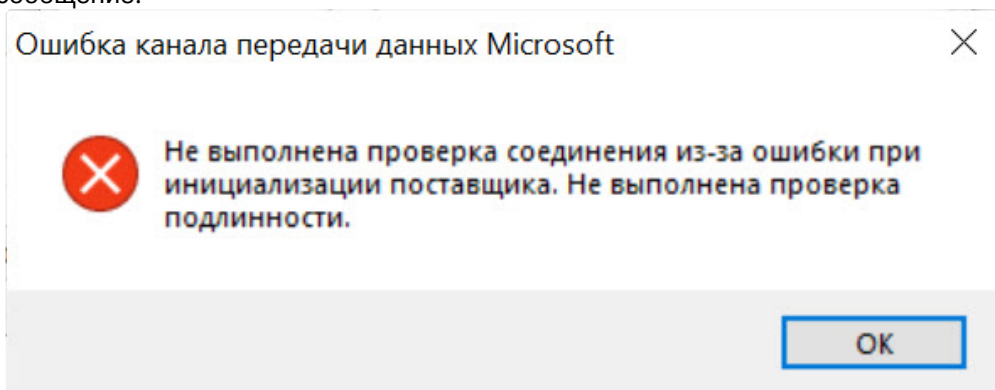 Ошибка канала передачи данных Microsoft
Не выполнена проверка соединения из-за ошибки при
инициализации поставщика. Не выполнена проверка
подлинности.
OK